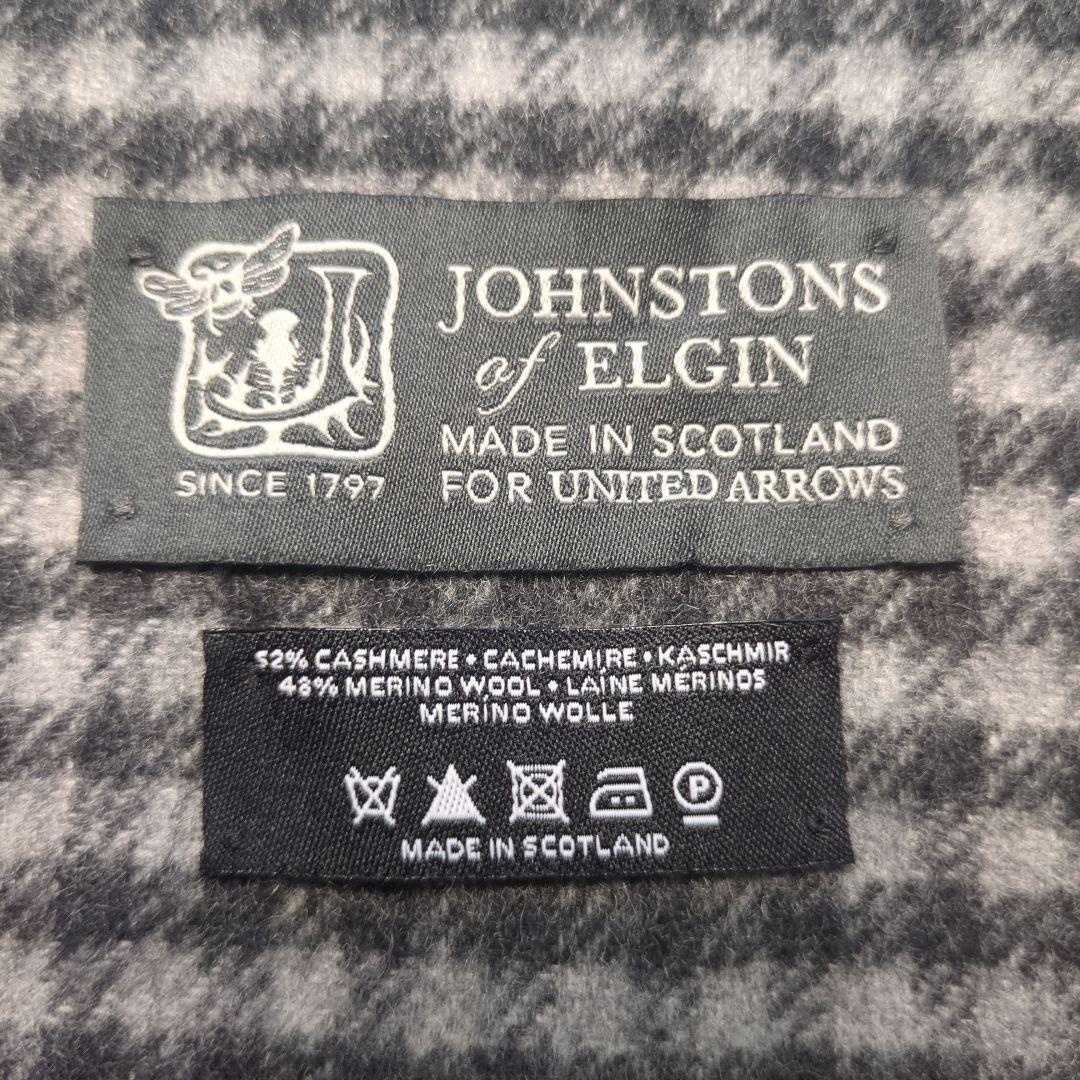 JOHNSTONS
of ELGIN
MADE IN SCOTLAND
SINCE 1797
FOR UNITED ARROWS
52% CASHMERE • CACHEMIRE • KASCHMIR
48% MERINO WOOL • LAINE MERINOS
MERINO WOLLE
P
MADE IN SCOTLAND